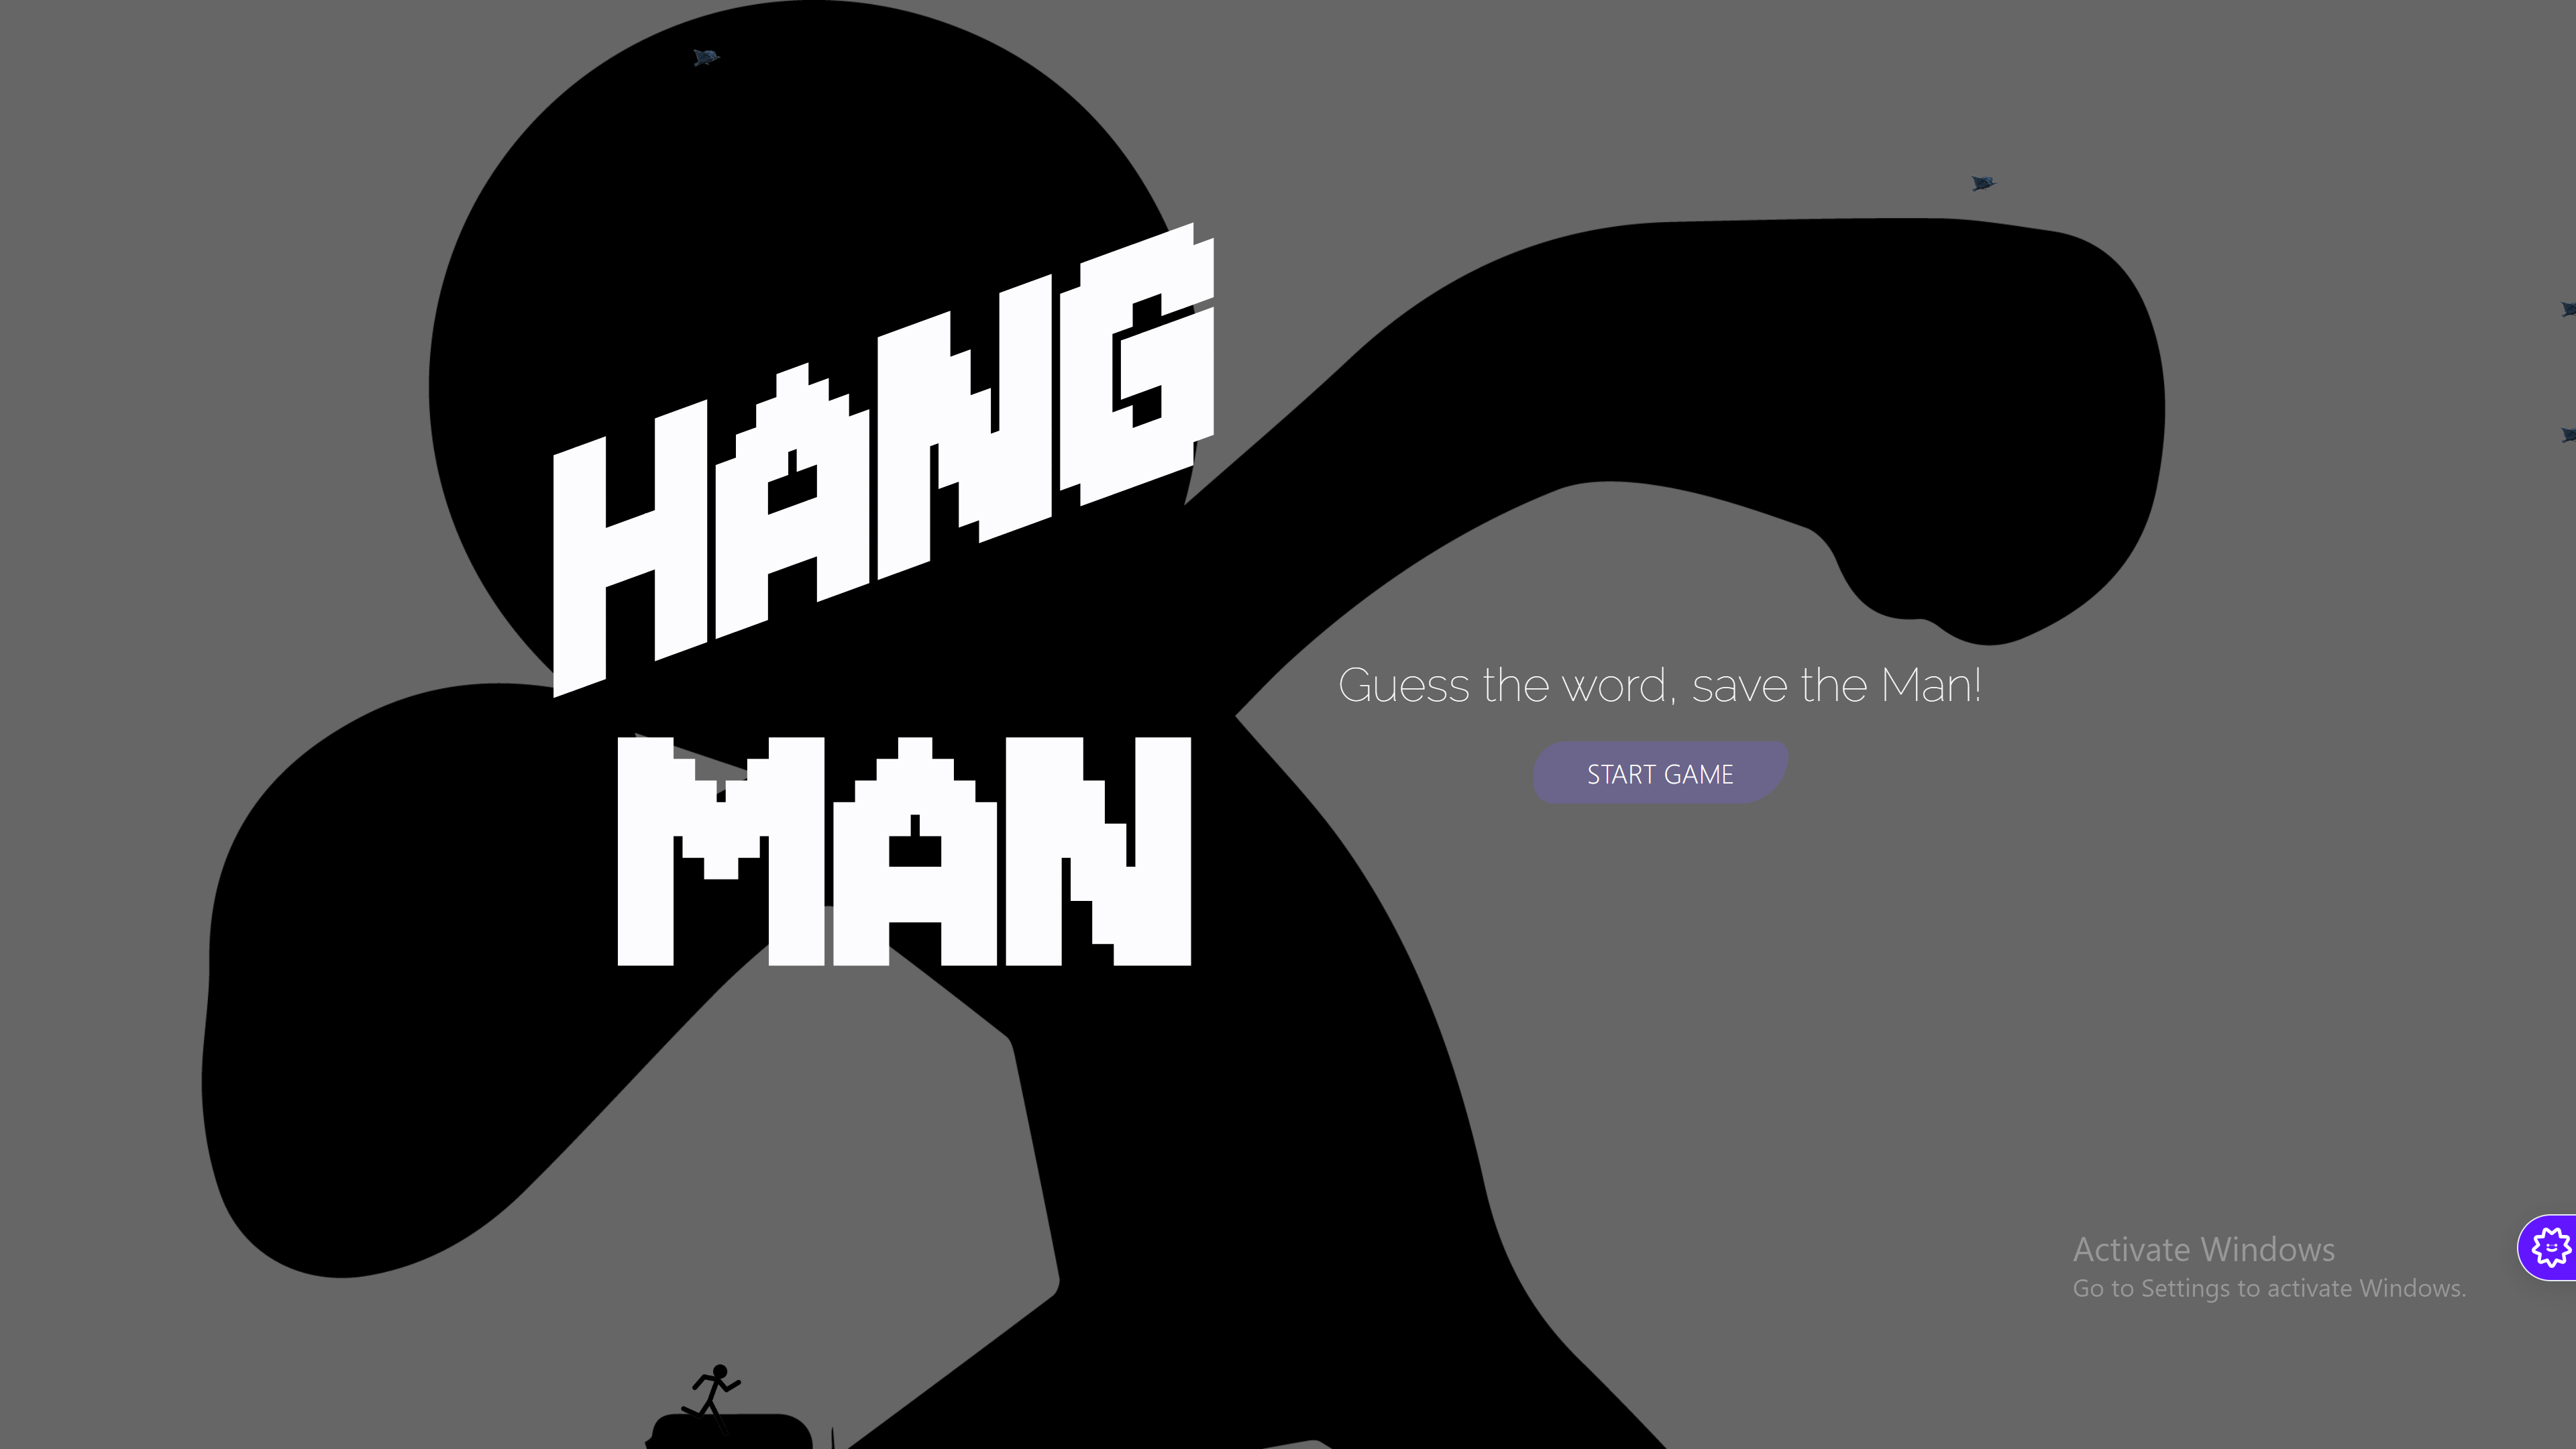 HANG
MAN
Guess the word, save the Man!
START GAME
Activate Windows
Go to Settings to activate Windows.